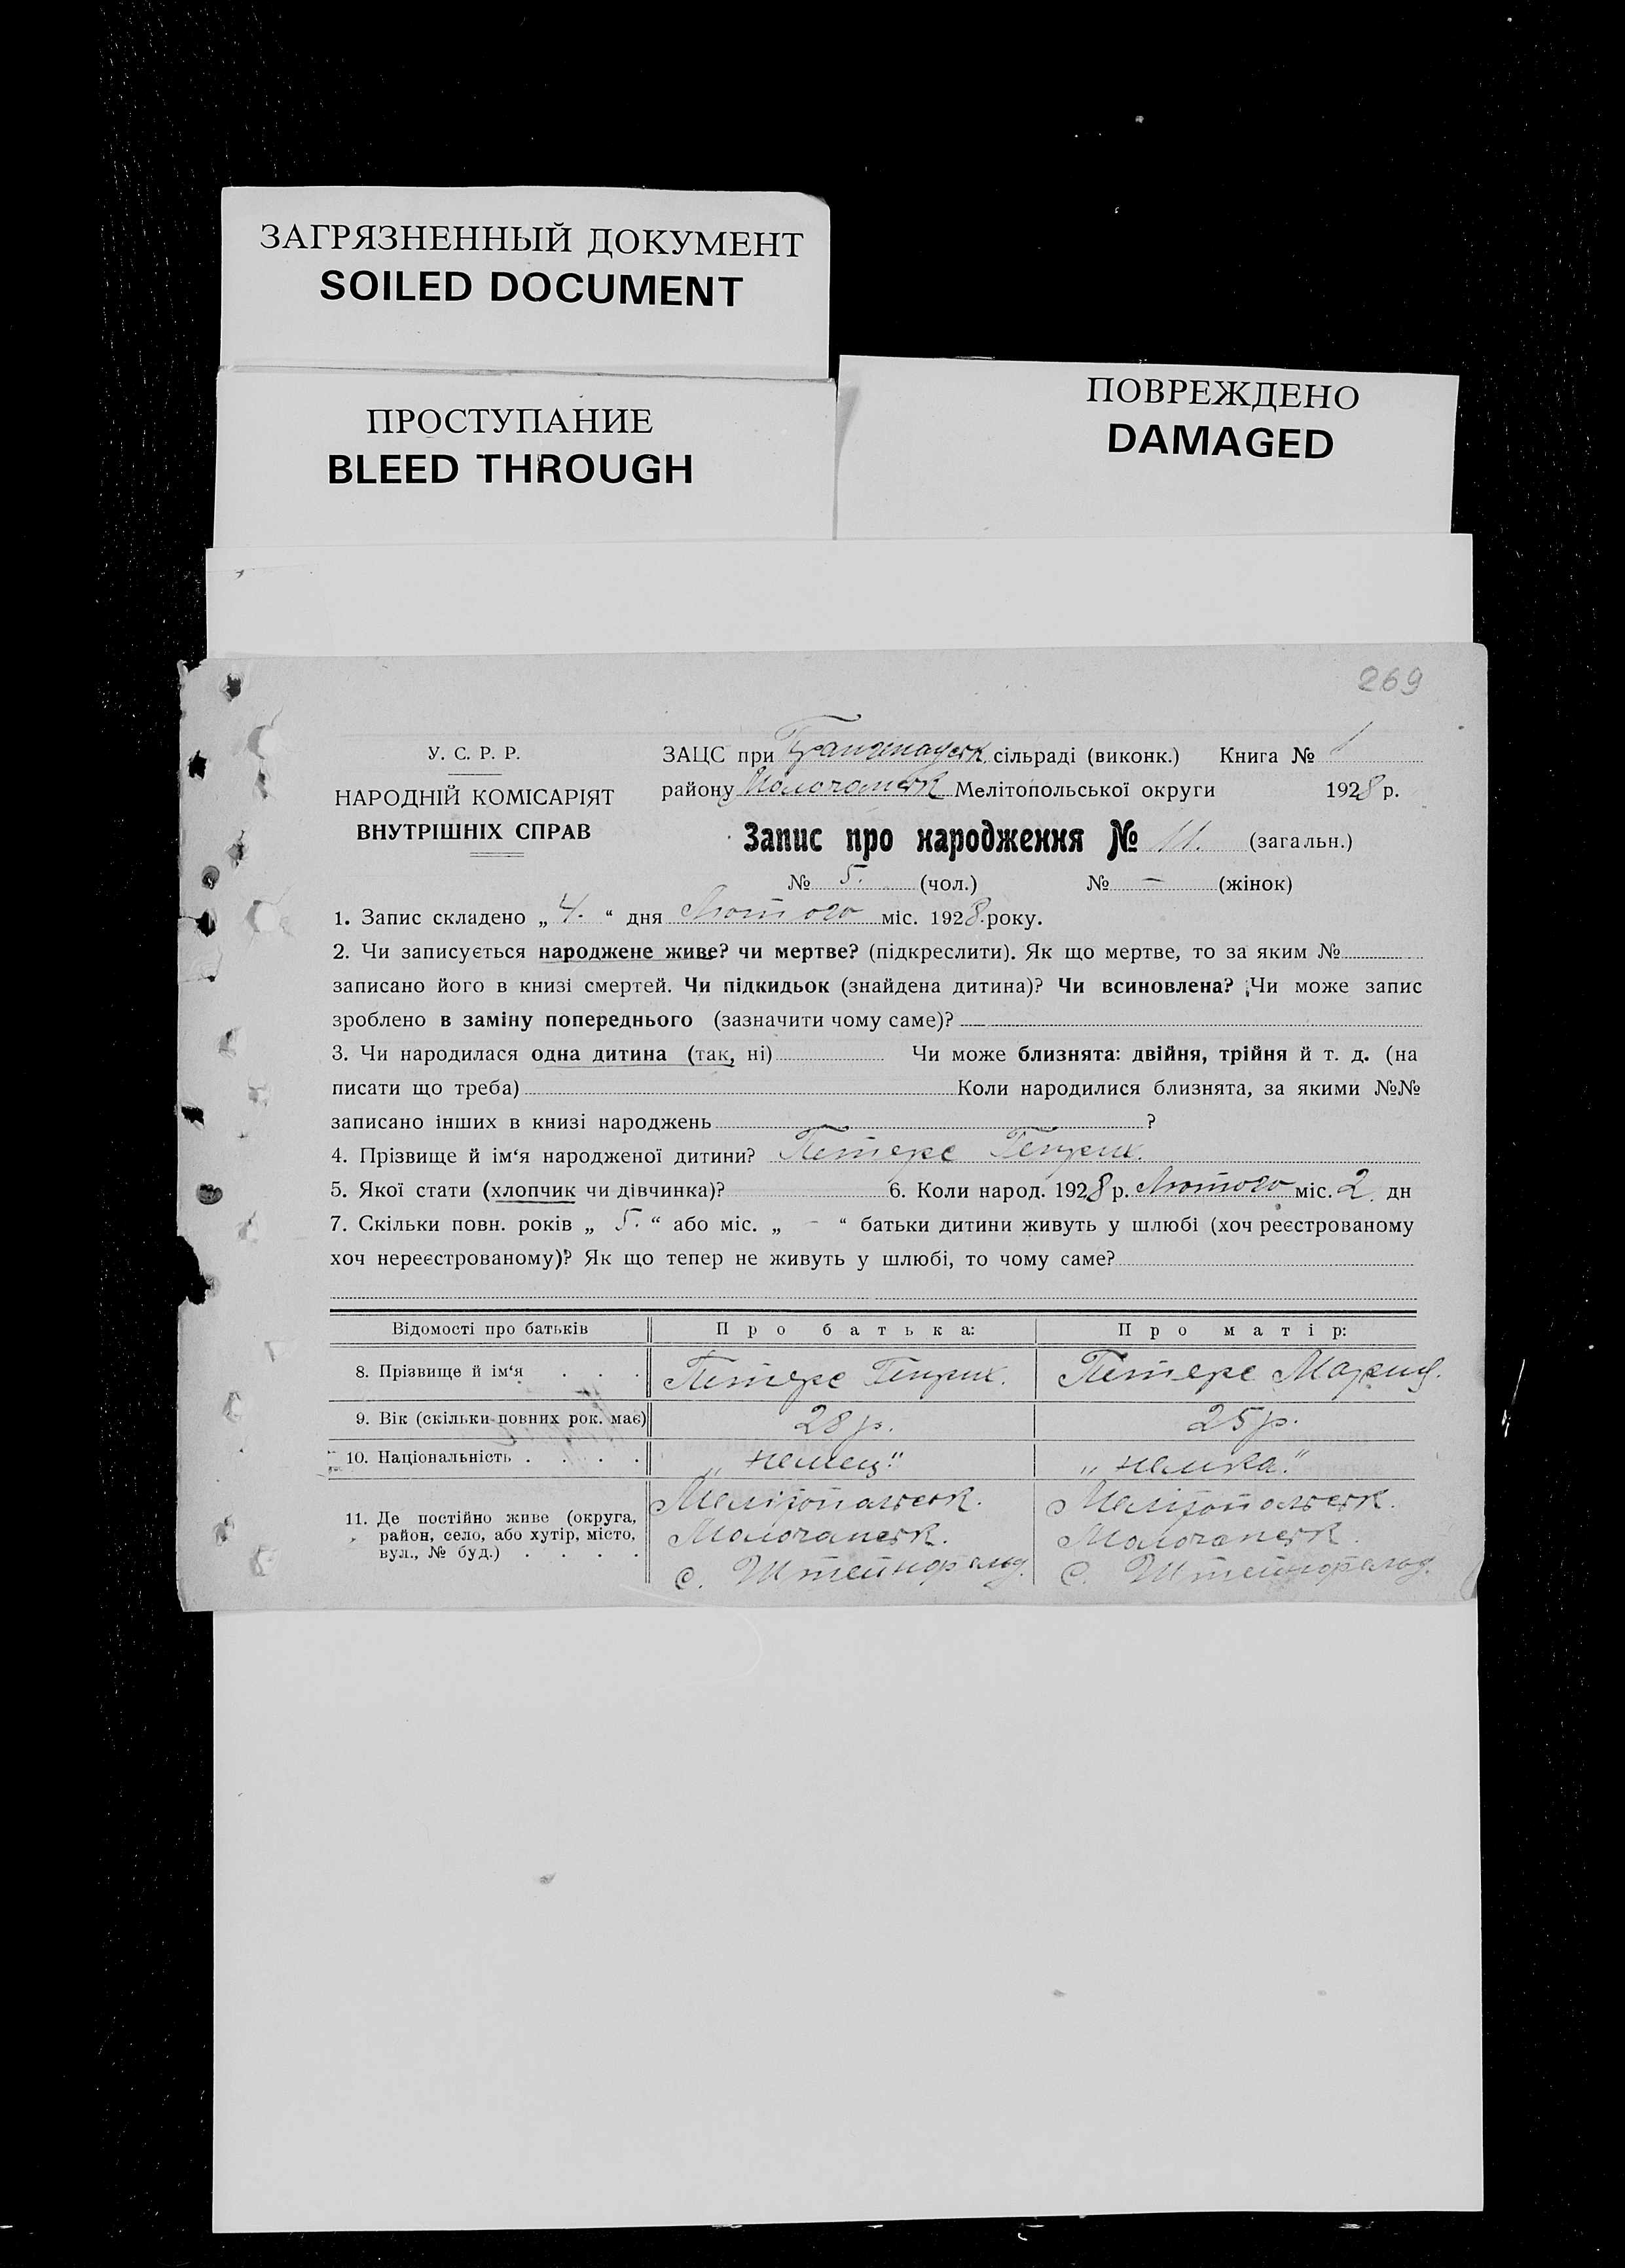 ЗАГРЯЗНЕННЫЙ ДОКУМЕНТ
SOILED DOCUMENT
ПРОСТУПАНИЕ
BLEED THROUGH
ПОВРЕЖДЕНО
DAMAGED
269
У. С. Р. Р.
НАРОДНІЙ КОМІСАРІЯТ
ВНУТРІШНІХ СПРАВ
ЗАЦС при сільраді (виконк.) Книга № 1
району Молочанськ Мелітопольської округи 1928 р.
Запис про народження № 11. (загальн.)
№ 5. (чол.) № – (жінок)
1. Запис складено „ 4. “ дня Лютого міс. 1928. року.
2. Чи записується народжене живе? чи мертве? (підкреслити). Як що мертве, то за яким №
записано його в книзі смертей. Чи підкидьок (знайдена дитина)? Чи всиновлена? Чи може запис
зроблено в заміну попереднього (зазначити чому саме)? —
3. Чи народилася одна дитина (так, ні) Чи може близнята: двійня, трійня й т. д. (на
писати що треба) Коли народилися близнята, за якими №№
записано інших в книзі народжень ?
4. Прізвище й ім‘я народженої дитини? Петерс Генрих.
5. Якої стати (хлопчик чи дівчинка)? 6. Коли народ. 1928 р. Лютого міс. 2. дн
7. Скільки повн. років „ 5. “ або міс. „ – “ батьки дитини живуть у шлюбі (хоч реєстрованому
хоч нереєстрованому)? Як що тепер не живуть у шлюбі, то чому саме?
Відомості про батьків Про батька: Про матір:
8. Прізвище й ім‘я . . . Петерс Генрих. Петерс Мария.
9. Вік (скільки повних рок. має) 28 р. 25 р.
10. Національність . . . . „ немец." „ немка."
11. Де постійно живе (округа, район, село, або хутір, місто, вул., № буд.) . . . .
Мелітопольськ. Мелітопольськ.
Молочанськ. Молочанськ.
с. Штейнфельд. с. Штейнфельд.